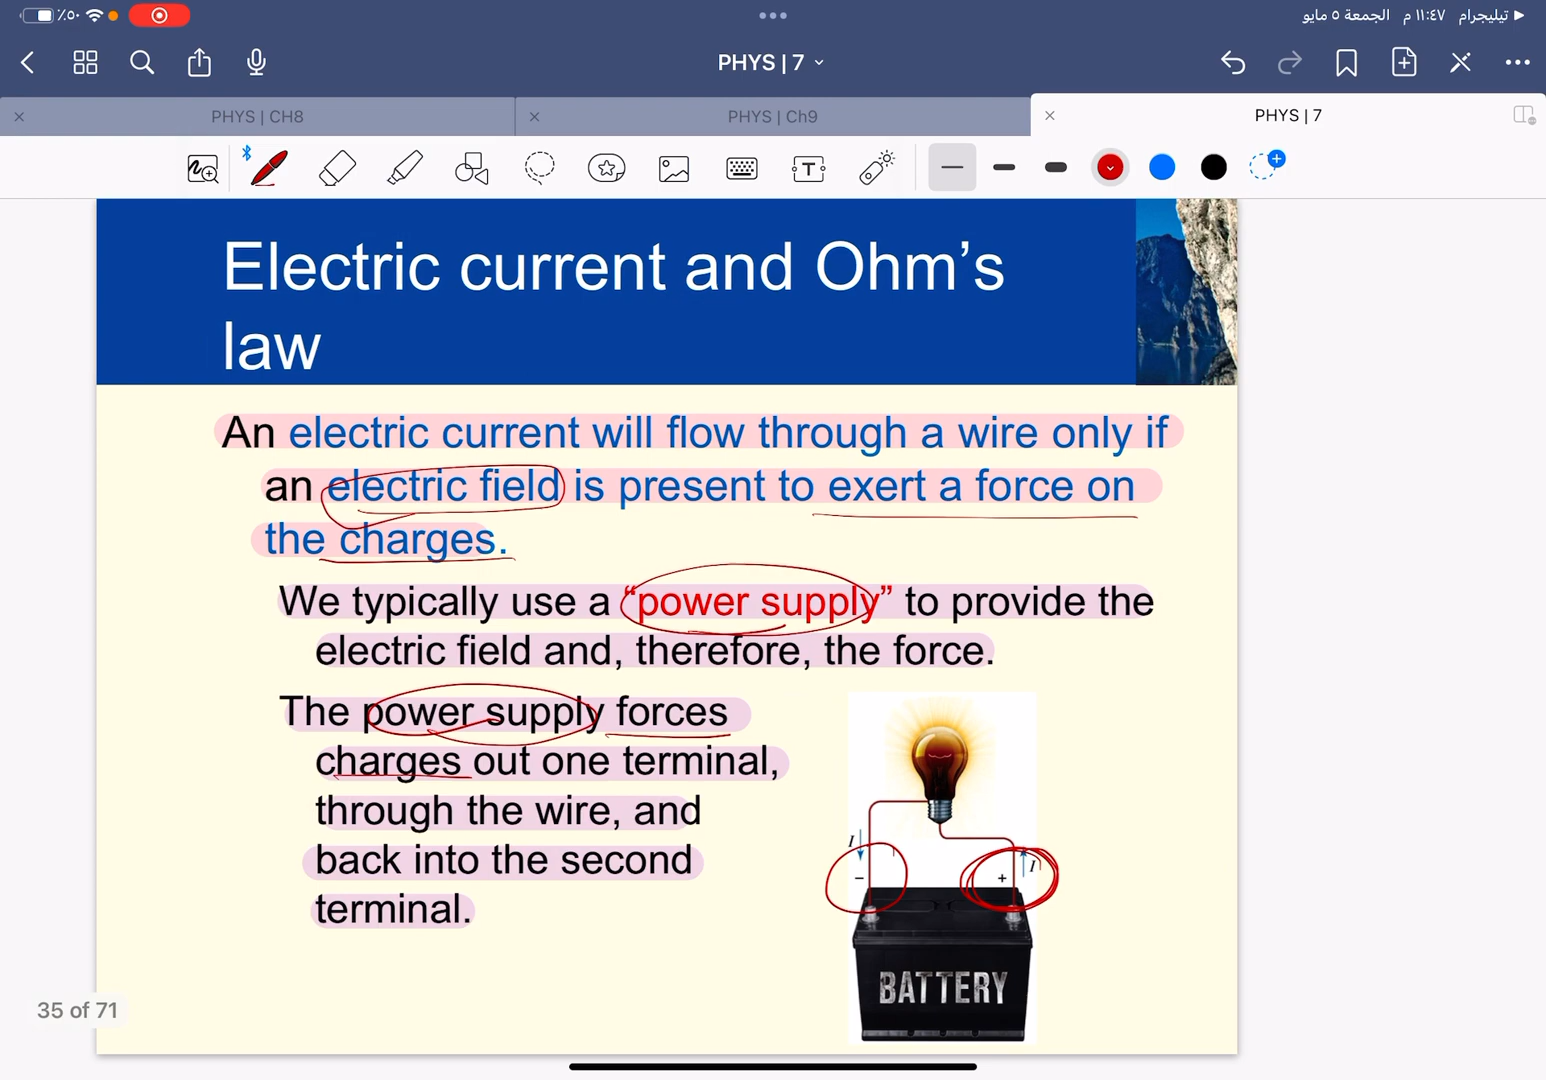 ٪٥٠
تيليجرام ١١:٤٧ م الجمعة ٥ مايو
PHYS | 7
PHYS | CH8
PHYS | Ch9
PHYS | 7
T
Electric current and Ohm’s
law
An electric current will flow through a wire only if
an electric field is present to exert a force on
the charges.
We typically use a “power supply” to provide the
electric field and, therefore, the force.
The power supply forces
charges out one terminal,
through the wire, and
back into the second
terminal.
I
I
− +
BATTERY
35 of 71